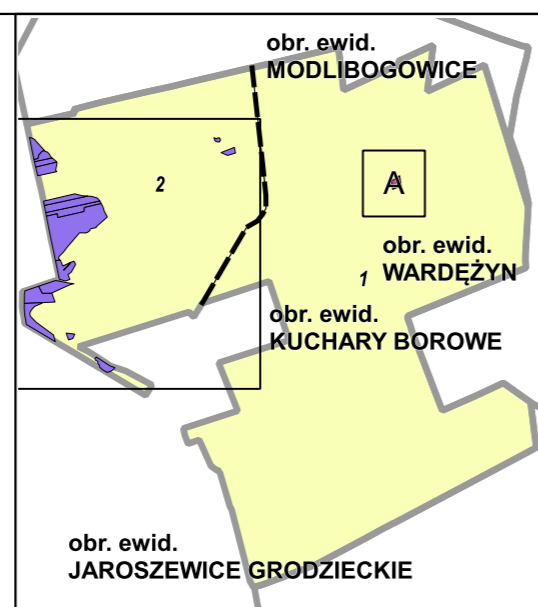 obr. ewid.
MODLIBOGOWICE
2
A
obr. ewid.
WARDĘŻYN
1
obr. ewid.
KUCHARY BOROWE
obr. ewid.
JAROSZEWICE GRODZIECKIE